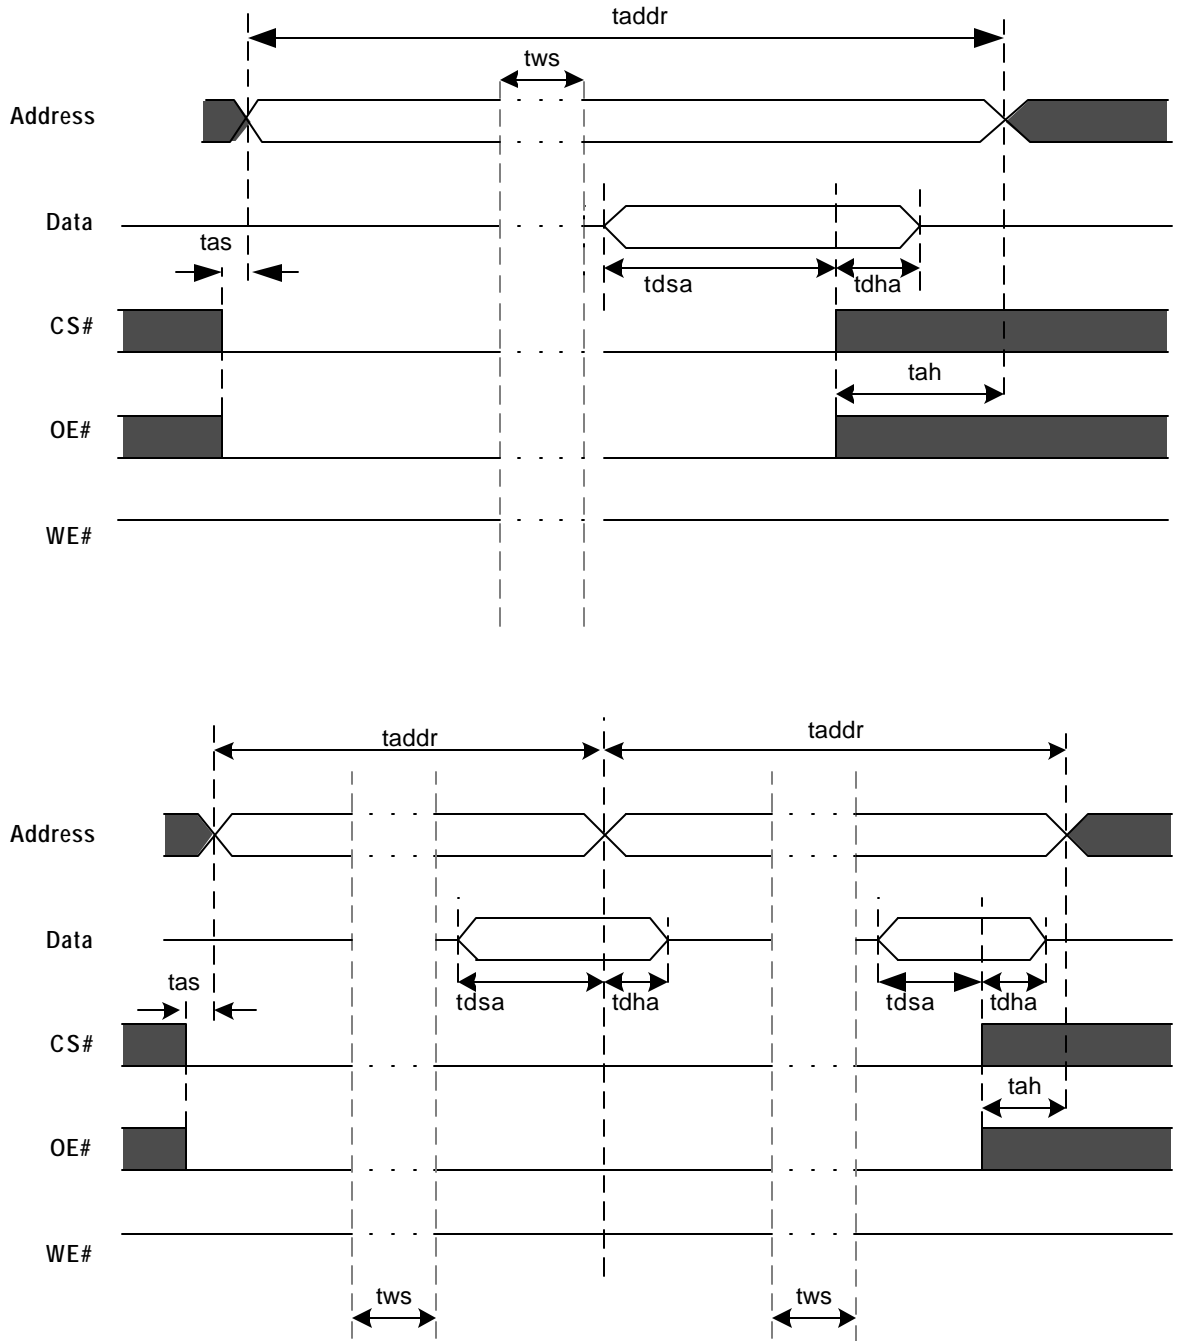 taddr
tws
Address
Data
tas
tdsa
tdha
CS#
tah
OE#
WE#
taddr
taddr
Address
Data
tas
tdsa
tdha
tdsa
tdha
CS#
tah
OE#
WE#
tws
tws